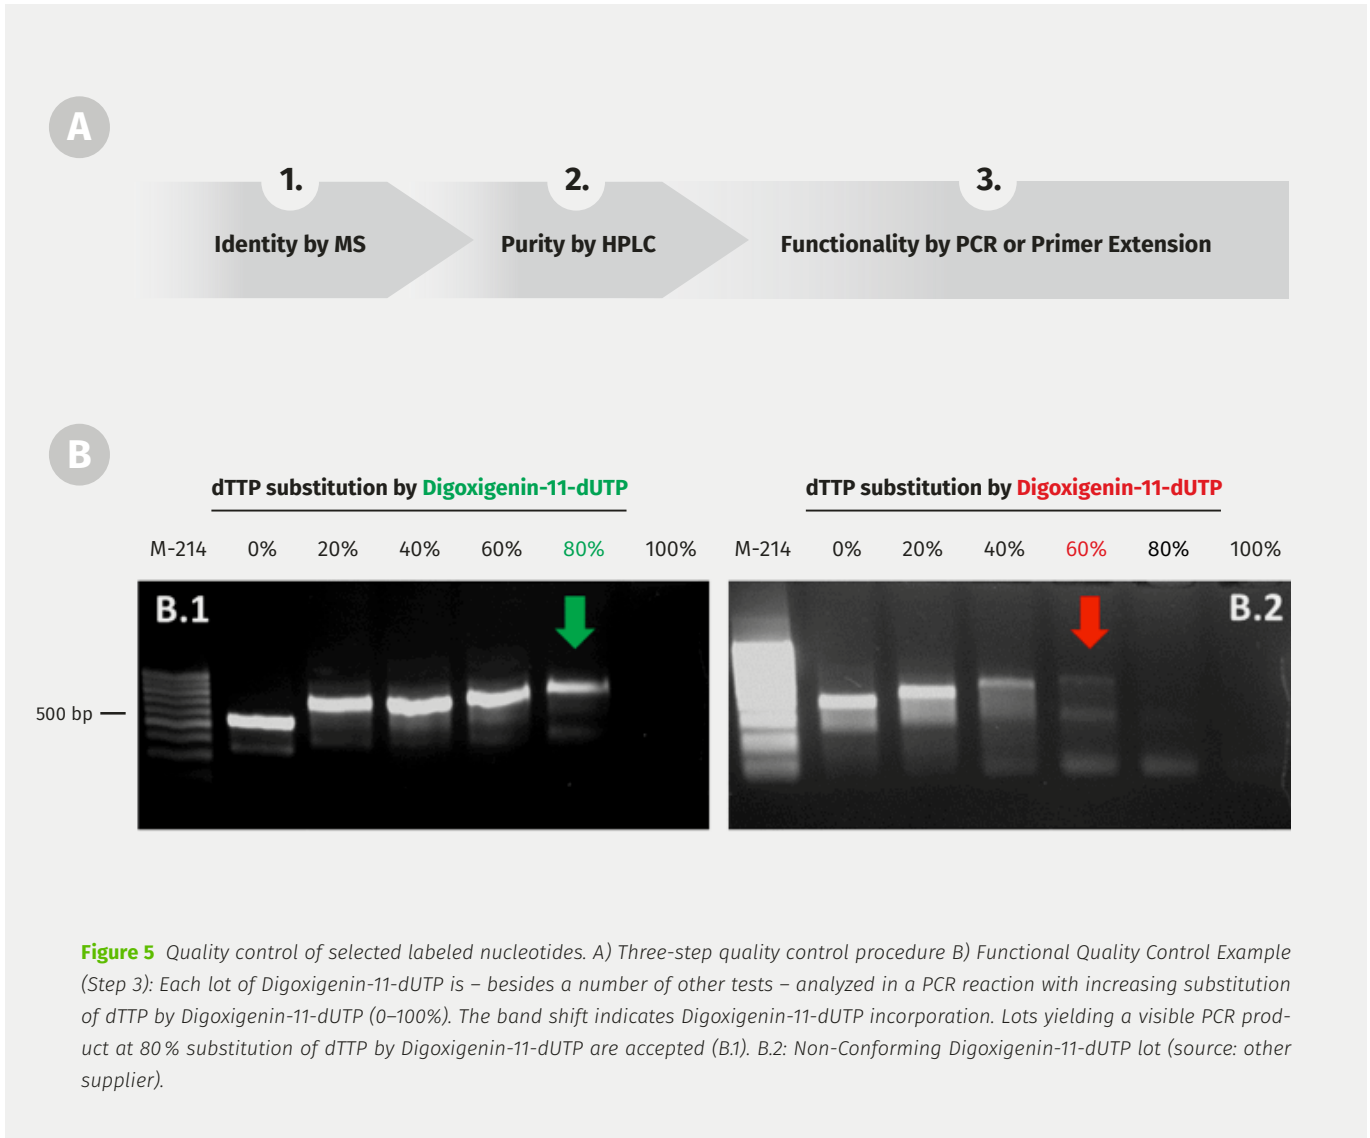 A
1.
2.
3.
Identity by MS
Purity by HPLC
Functionality by PCR or Primer Extension
B
dTTP substitution by Digoxigenin-11-dUTP
M-214 0% 20% 40% 60% 80% 100%
B.1
500 bp
dTTP substitution by Digoxigenin-11-dUTP
M-214 0% 20% 40% 60% 80% 100%
B.2
Figure 5 Quality control of selected labeled nucleotides. A) Three-step quality control procedure B) Functional Quality Control Example
(Step 3): Each lot of Digoxigenin-11-dUTP is – besides a number of other tests – analyzed in a PCR reaction with increasing substitution
of dTTP by Digoxigenin-11-dUTP (0–100%). The band shift indicates Digoxigenin-11-dUTP incorporation. Lots yielding a visible PCR prod-
uct at 80 % substitution of dTTP by Digoxigenin-11-dUTP are accepted (B.1). B.2: Non-Conforming Digoxigenin-11-dUTP lot (source: other
supplier).